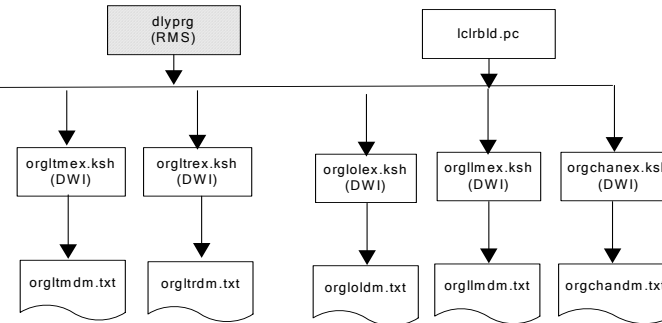 dlyprg
(RMS)
lclrbld.pc
orgltmex.ksh
(DWI)
orgltrex.ksh
(DWI)
orglolex.ksh
(DWI)
orgllmex.ksh
(DWI)
orgchanex.ksh
(DWI)
orgltmdm.txt
orgltrdm.txt
orgloldm.txt
orgllmdm.txt
orgchandm.txt